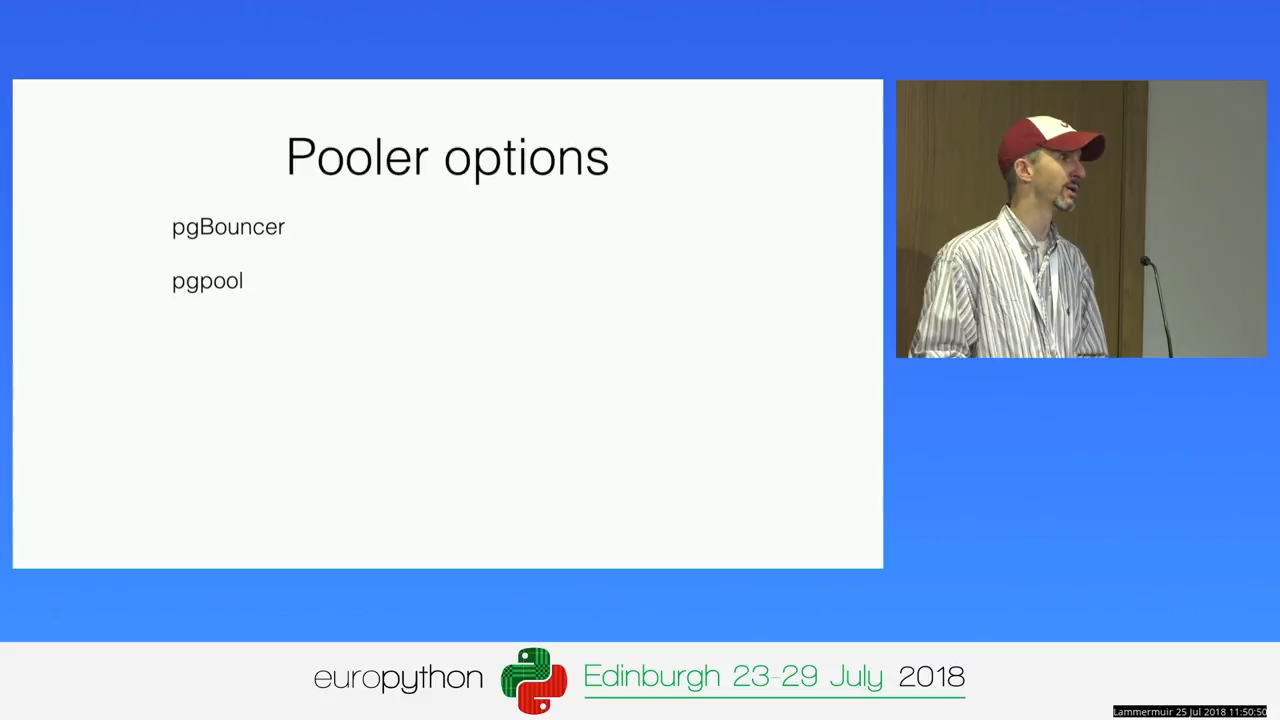 Pooler options
pgBouncer
pgpool
europython Edinburgh 23-29 July 2018
Lammermuir 25 Jul 2018 11:50:50